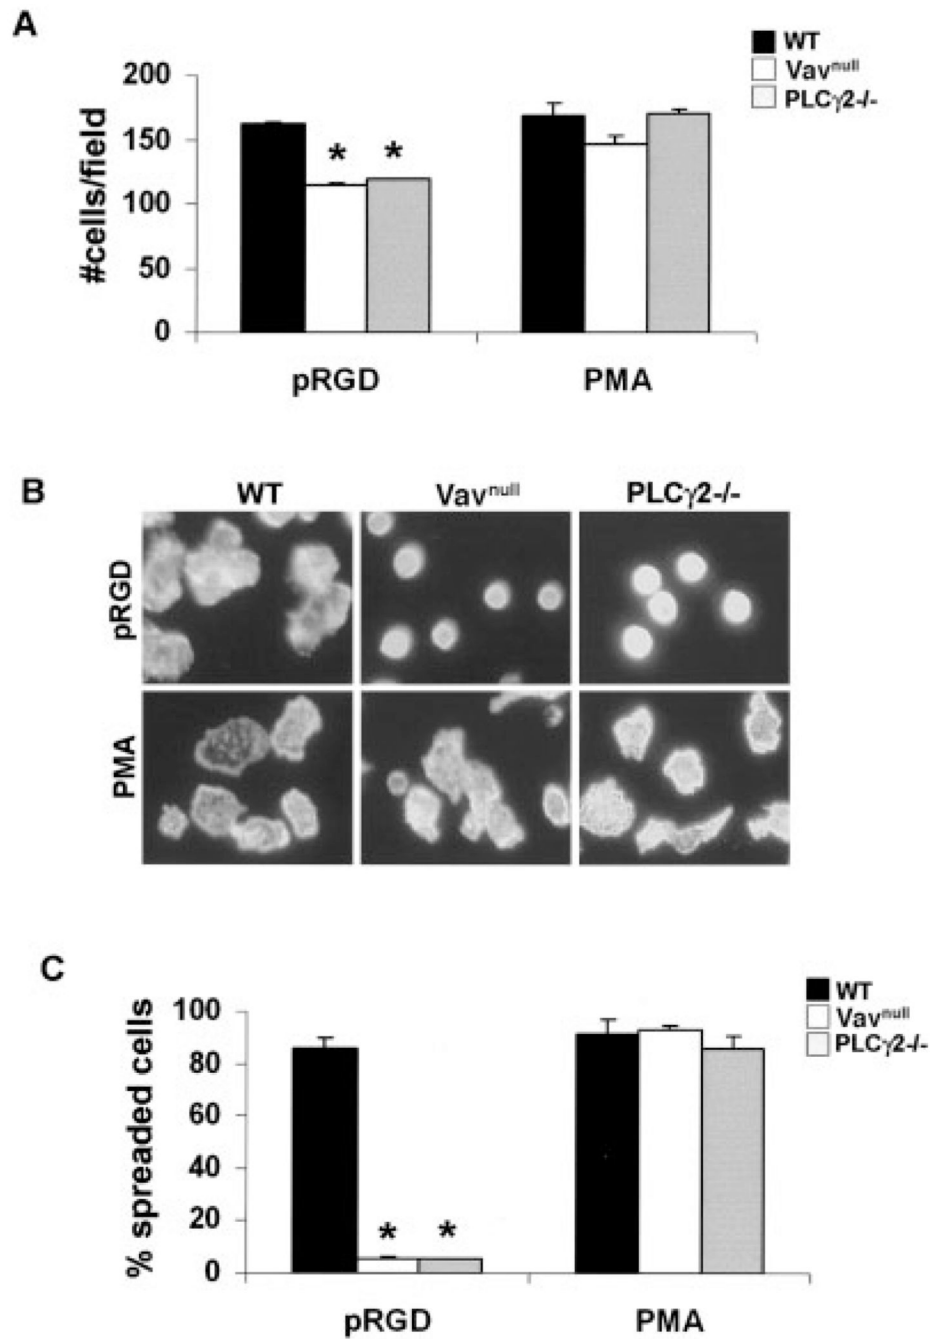 A
WT
Vavnull
PLCγ2-/-
200
150
100
50
0
#cells/field
* *
pRGD PMA
B
WT Vavnull PLCγ2-/-
pRGD
PMA
C
WT
Vavnull
PLCγ2-/-
100
80
60
40
20
0
% spreaded cells
* *
pRGD PMA